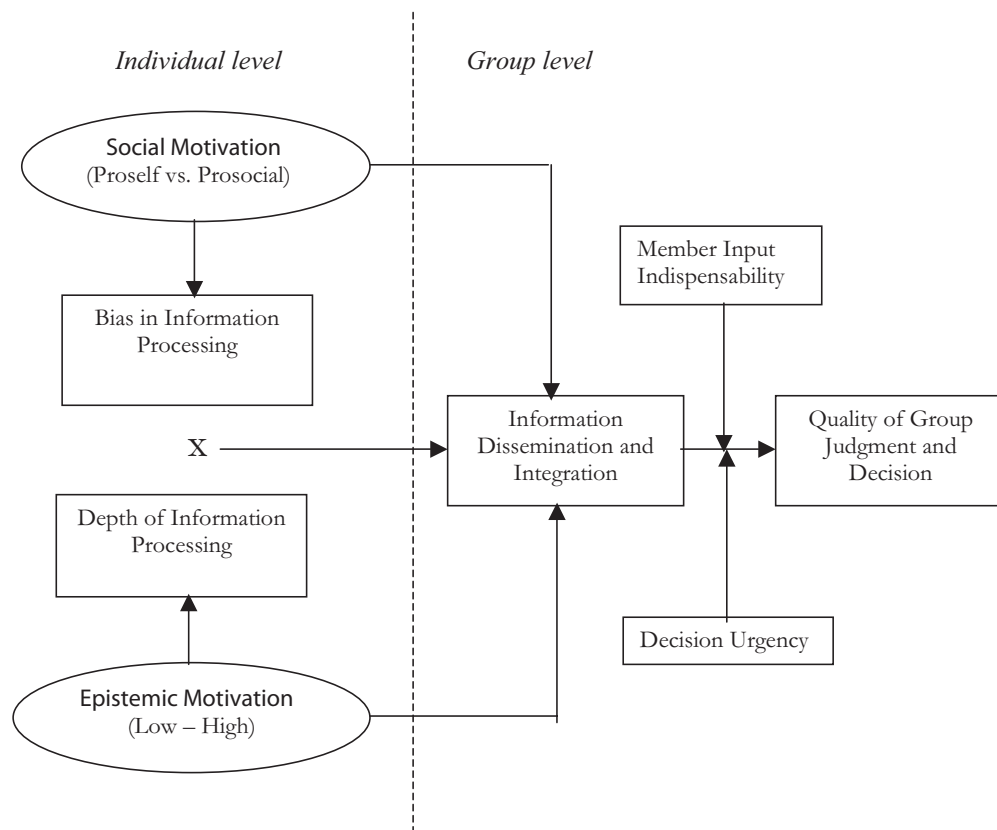 Individual level
Group level
Social Motivation
(Proself vs. Prosocial)
Member Input
Indispensability
Bias in Information
Processing
Information
Dissemination and
Integration
Quality of Group
Judgment and
Decision
X
Depth of Information
Processing
Decision Urgency
Epistemic Motivation
(Low – High)